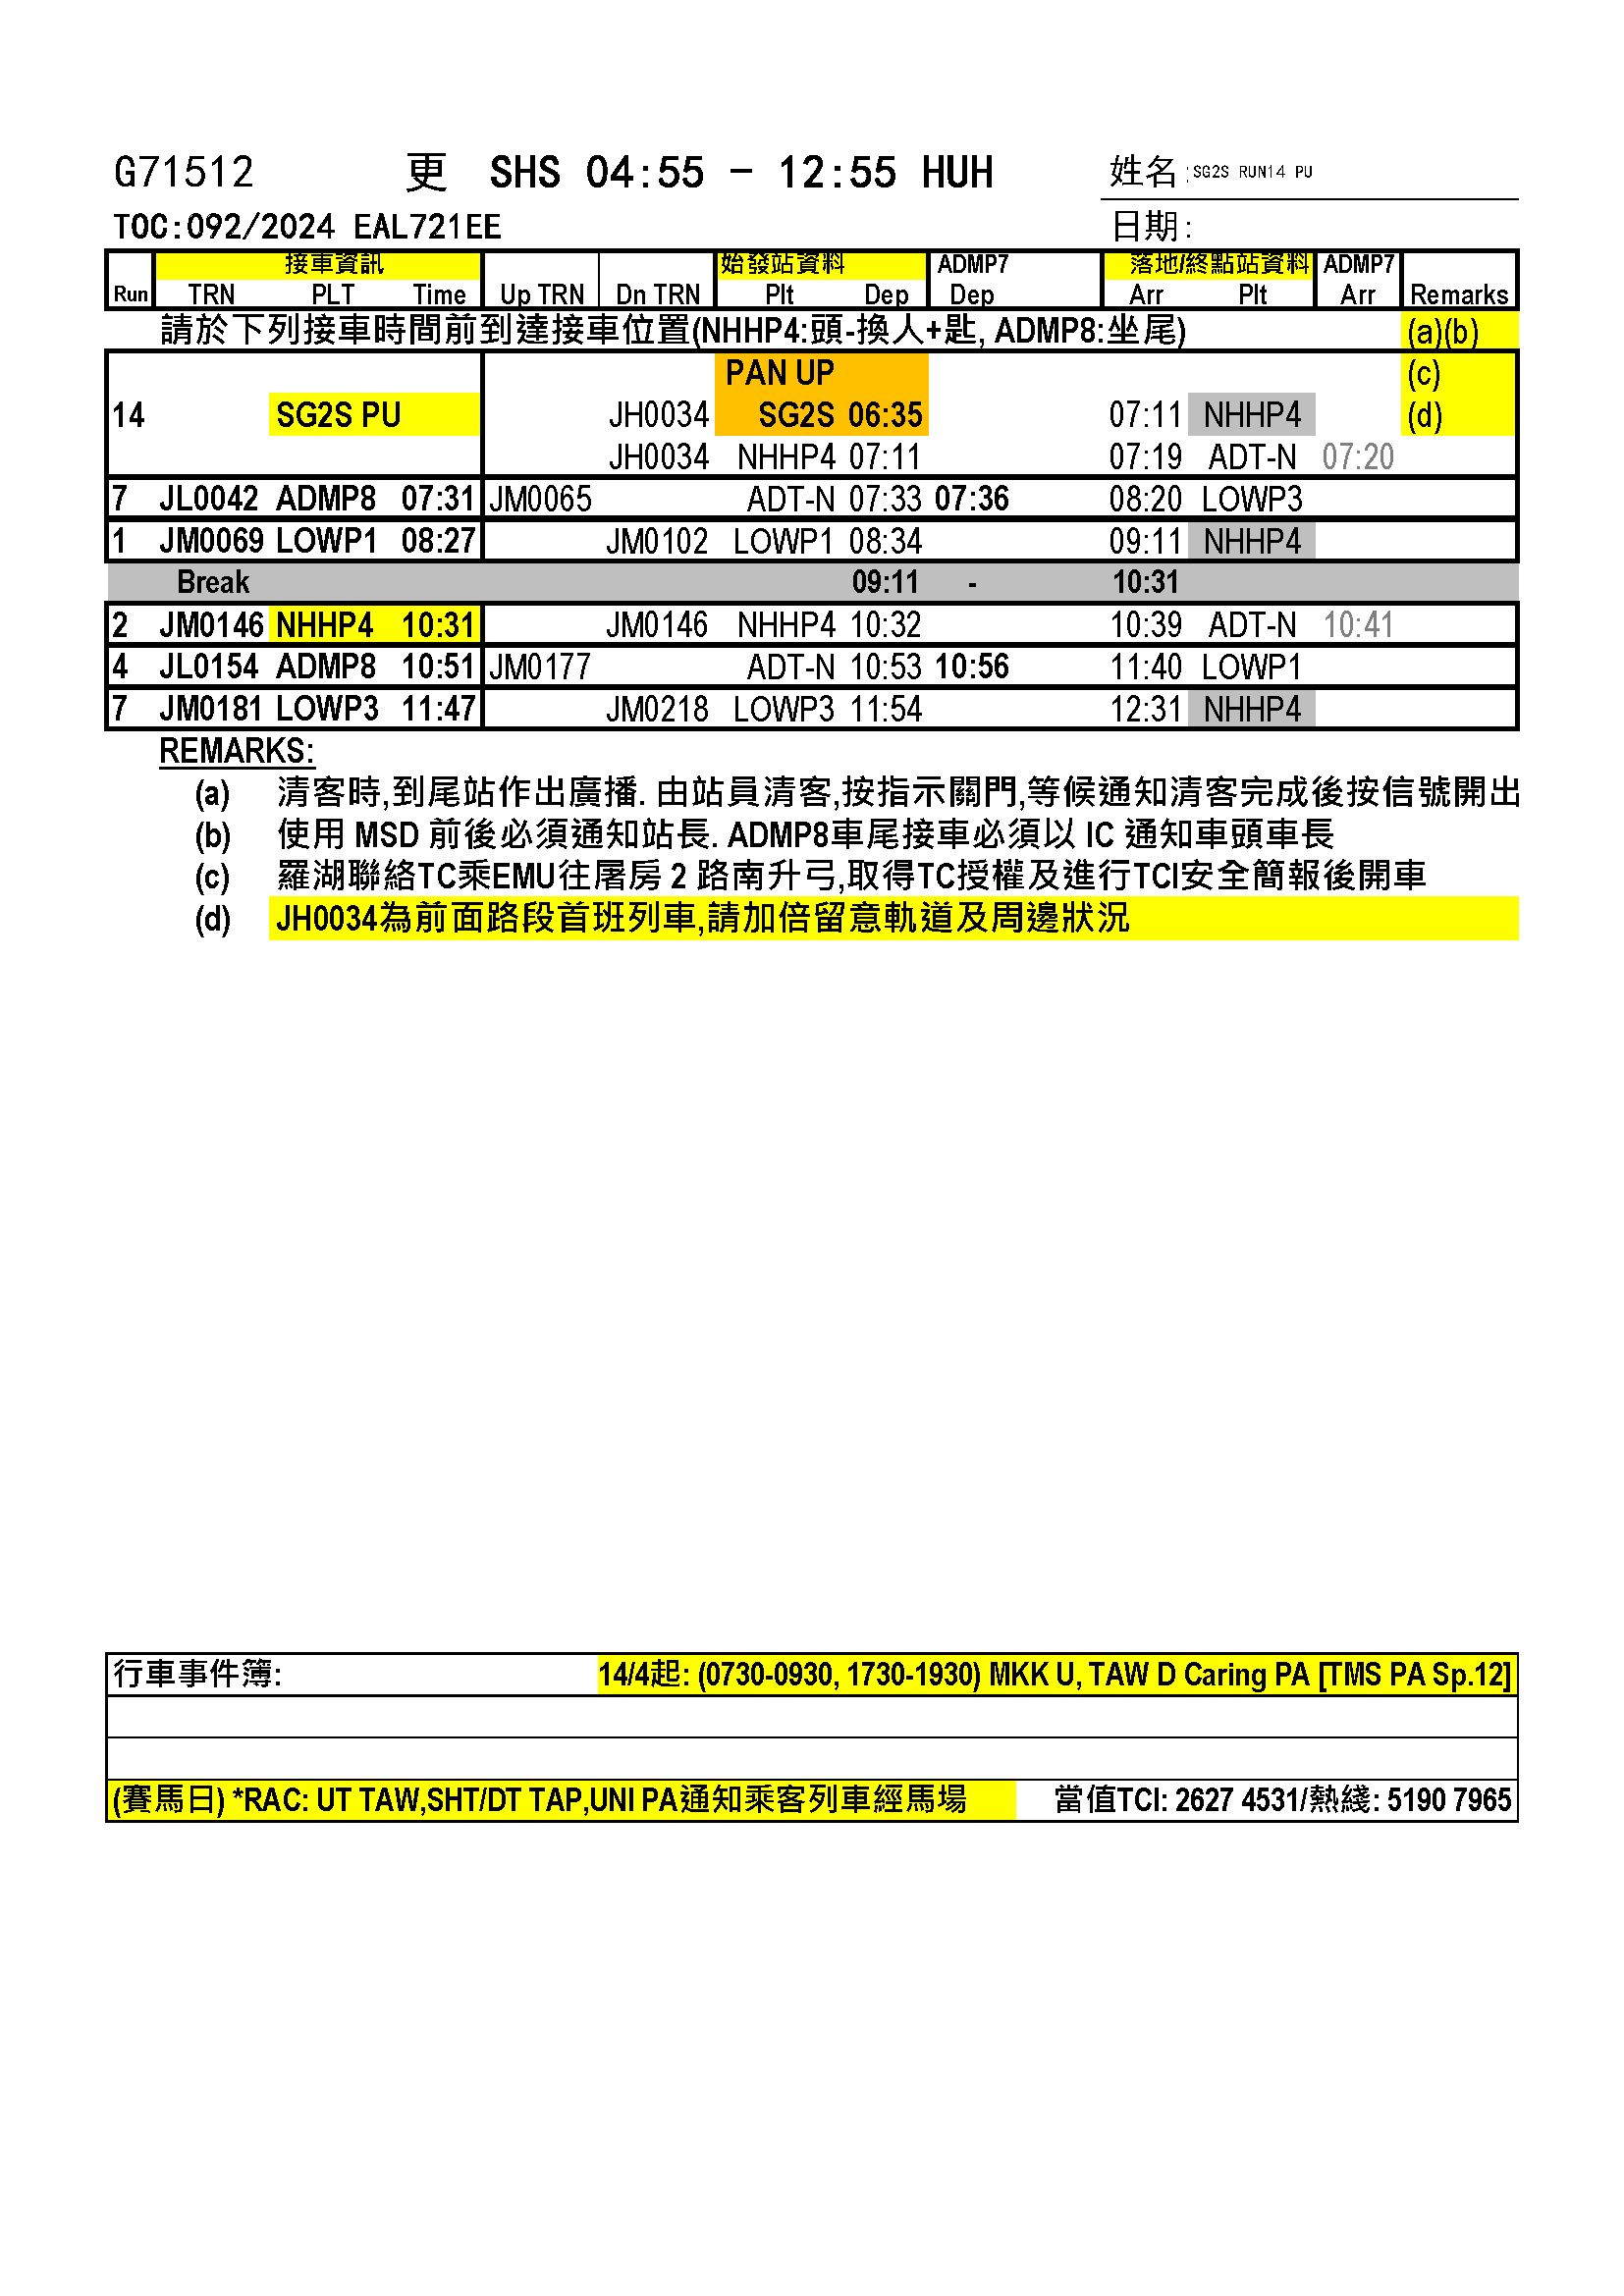 G71512 更 SHS 04:55 - 12:55 HUH 姓名:SG2S RUN14 PU
TOC:092/2024 EAL721EE 日期:
接車資訊 始發站資料 ADMP7 落地/終點站資料 ADMP7
Run TRN PLT Time Up TRN Dn TRN Plt Dep Dep Arr Plt Arr Remarks
請於下列接車時間前到達接車位置(NHHP4:頭-換人+匙, ADMP8:坐尾) (a)(b)
PAN UP (c)
14 SG2S PU JH0034 SG2S 06:35 07:11 NHHP4 (d)
JH0034 NHHP4 07:11 07:19 ADT-N 07:20
7 JL0042 ADMP8 07:31 JM0065 ADT-N 07:33 07:36 08:20 LOWP3
1 JM0069 LOWP1 08:27 JM0102 LOWP1 08:34 09:11 NHHP4
Break 09:11 - 10:31
2 JM0146 NHHP4 10:31 JM0146 NHHP4 10:32 10:39 ADT-N 10:41
4 JL0154 ADMP8 10:51 JM0177 ADT-N 10:53 10:56 11:40 LOWP1
7 JM0181 LOWP3 11:47 JM0218 LOWP3 11:54 12:31 NHHP4
REMARKS:
(a) 清客時,到尾站作出廣播. 由站員清客,按指示關門,等候通知清客完成後按信號開出
(b) 使用 MSD 前後必須通知站長. ADMP8車尾接車必須以 IC 通知車頭車長
(c) 羅湖聯絡TC乘EMU往屠房 2 路南升弓,取得TC授權及進行TCI安全簡報後開車
(d) JH0034為前面路段首班列車,請加倍留意軌道及周邊狀況
行車事件簿: 14/4起: (0730-0930, 1730-1930) MKK U, TAW D Caring PA [TMS PA Sp.12]
(賽馬日) *RAC: UT TAW,SHT/DT TAP,UNI PA通知乘客列車經馬場 當值TCI: 2627 4531/熱綫: 5190 7965